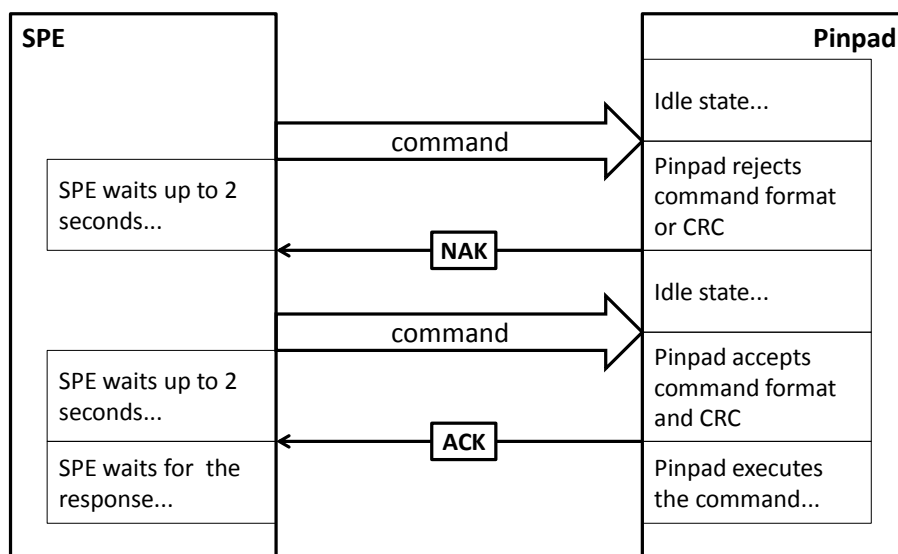 SPE
Pinpad
Idle state...
command
Pinpad rejects
command format
or CRC
SPE waits up to 2
seconds...
NAK
Idle state...
command
Pinpad accepts
command format
and CRC
SPE waits up to 2
seconds...
ACK
SPE waits for  the
response...
Pinpad executes
the command...